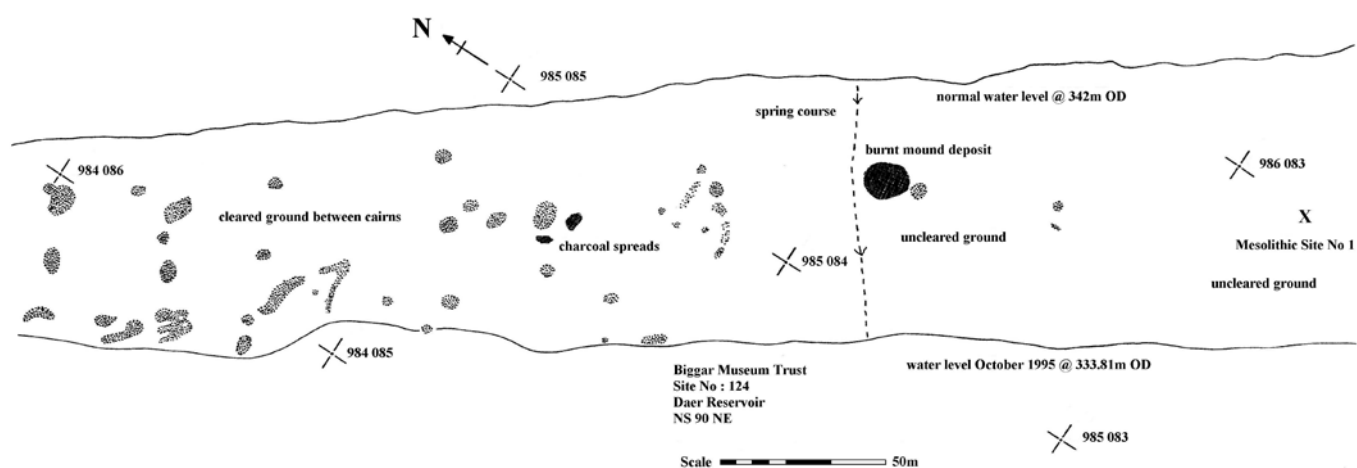 N
985 085
normal water level @ 342m OD
spring course
burnt mound deposit
984 086
986 083
cleared ground between cairns
X
uncleared ground
charcoal spreads
Mesolithic Site No 1
985 084
uncleared ground
984 085
water level October 1995 @ 333.81m OD
Biggar Museum Trust
Site No : 124
Daer Reservoir
NS 90 NE
985 083
Scale 50m